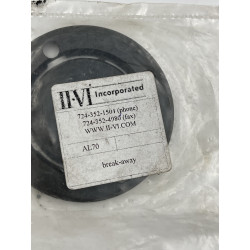 II-VI Incorporated
724-352-1504 (phone)
724-352-4980 (fax)
WWW.II-VI.COM
AL70
break-away